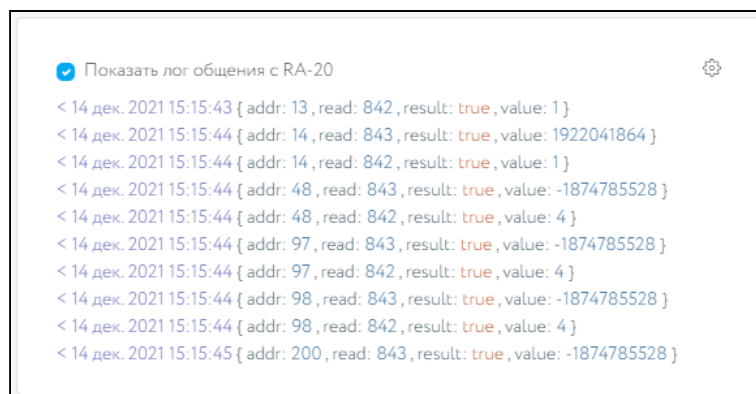 Показать лог общения с RA-20
< 14 дек. 2021 15:15:43 { addr: 13 , read: 842 , result: true , value: 1 }
< 14 дек. 2021 15:15:44 { addr: 14 , read: 843 , result: true , value: 1922041864 }
< 14 дек. 2021 15:15:44 { addr: 14 , read: 842 , result: true , value: 1 }
< 14 дек. 2021 15:15:44 { addr: 48 , read: 843 , result: true , value: -1874785528 }
< 14 дек. 2021 15:15:44 { addr: 48 , read: 842 , result: true , value: 4 }
< 14 дек. 2021 15:15:44 { addr: 97 , read: 843 , result: true , value: -1874785528 }
< 14 дек. 2021 15:15:44 { addr: 97 , read: 842 , result: true , value: 4 }
< 14 дек. 2021 15:15:44 { addr: 98 , read: 843 , result: true , value: -1874785528 }
< 14 дек. 2021 15:15:44 { addr: 98 , read: 842 , result: true , value: 4 }
< 14 дек. 2021 15:15:45 { addr: 200 , read: 843 , result: true , value: -1874785528 }